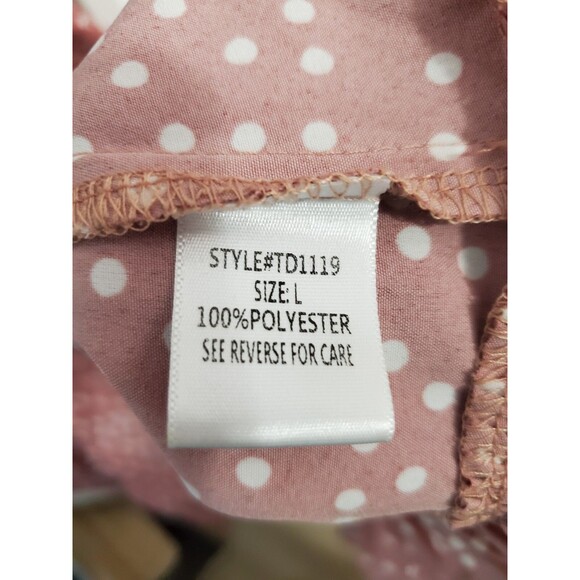 STYLE#TD1119
SIZE: L
100%POLYESTER
SEE REVERSE FOR CARE